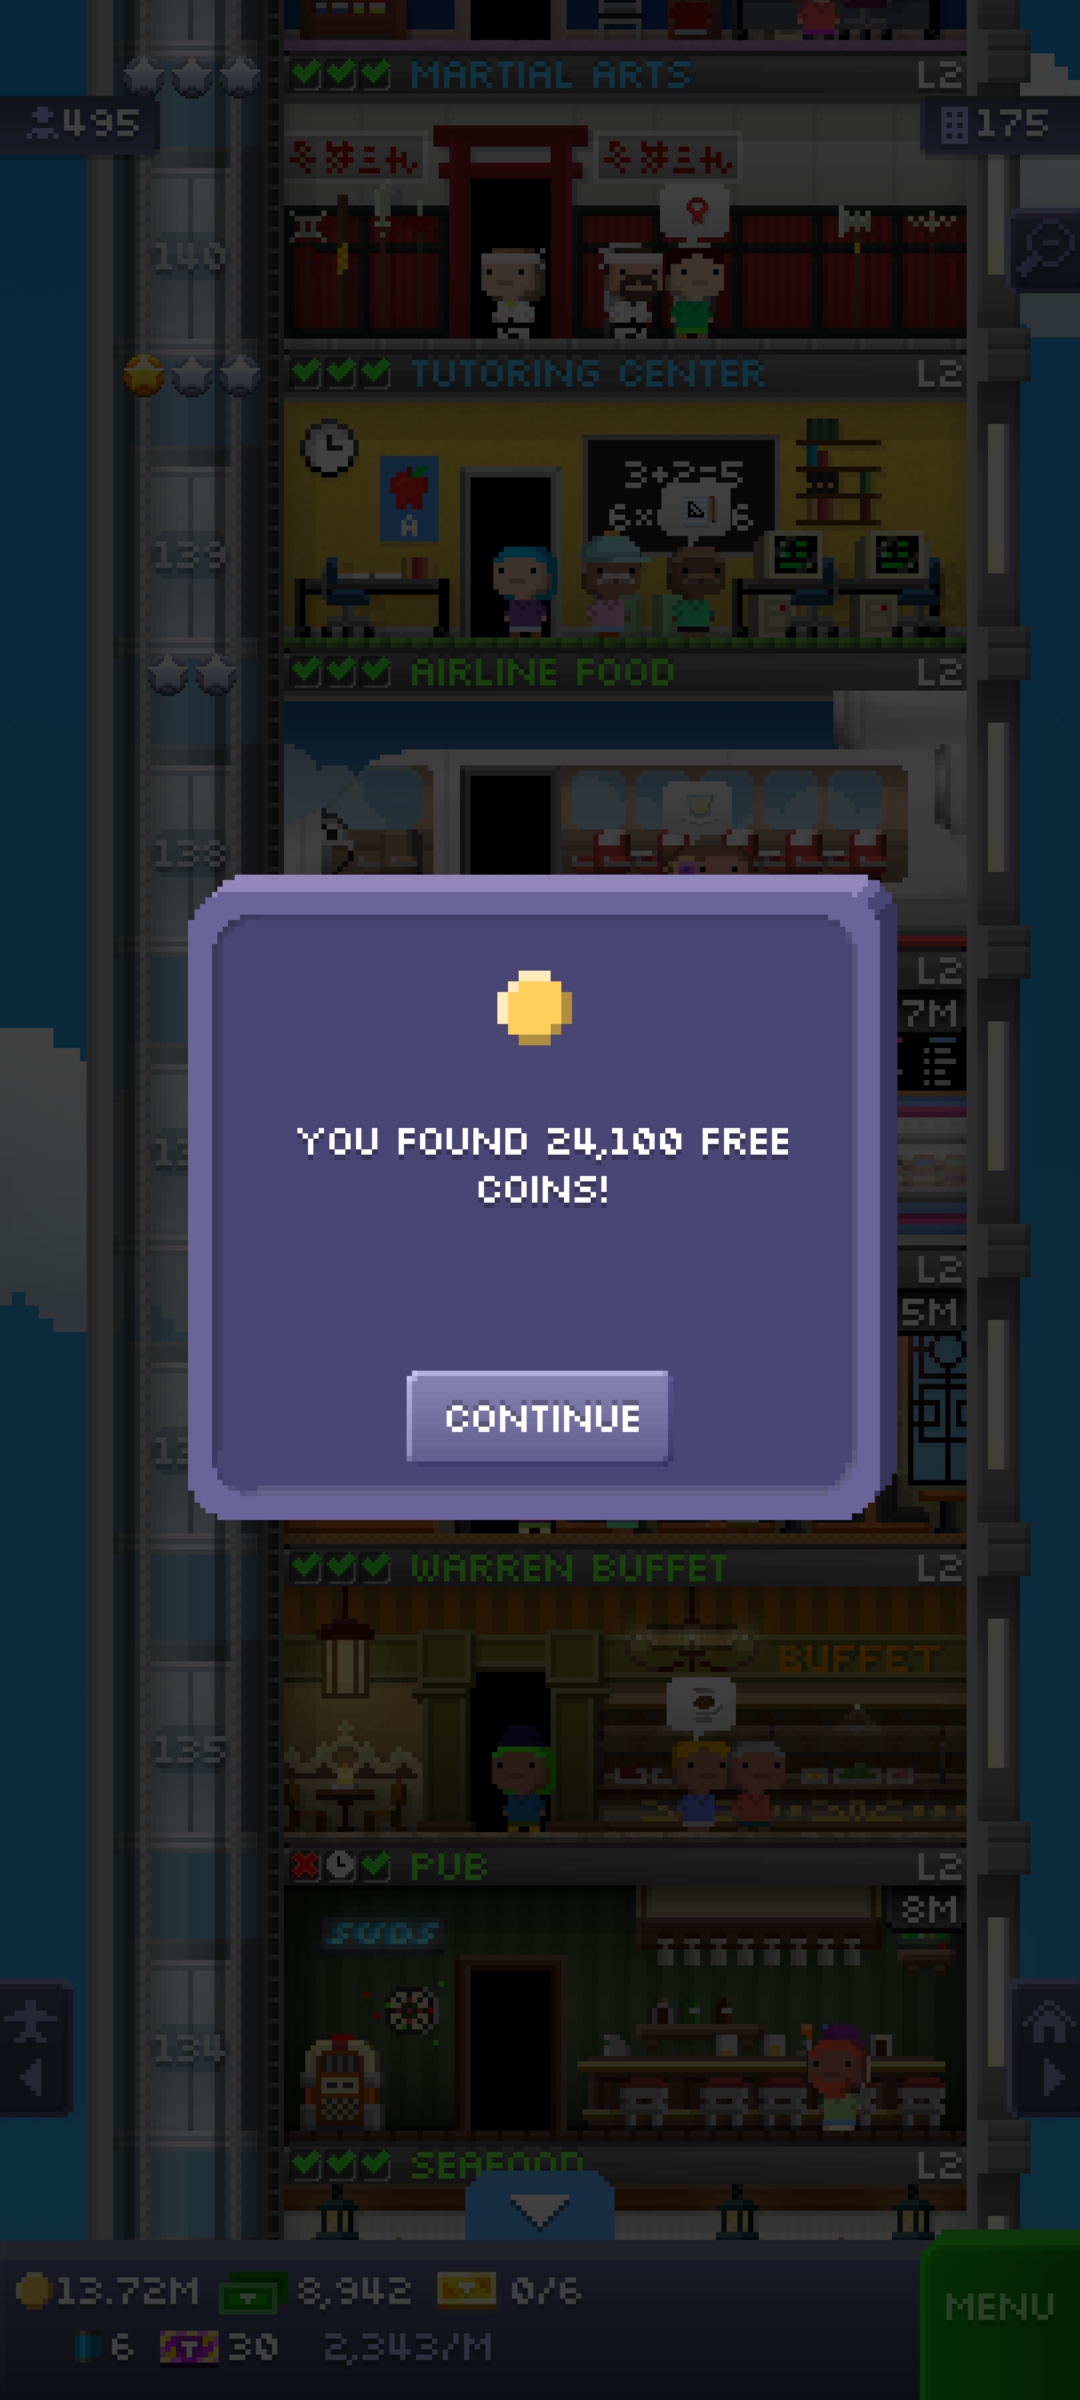 MARTIAL ARTS L2
495
175
140
TUTORING CENTER L2
3+2=5
6× 6
A
139
AIRLINE FOOD L2
138
L2
7M
YOU FOUND 24,100 FREE
COINS!
L2
5M
CONTINUE
WARREN BUFFET L2
BUFFET
135
PUB L2
8M
SUDS
134
SEAFOOD L2
13.72M 8,942 0/6
MENU
6 T 30 2,343/M